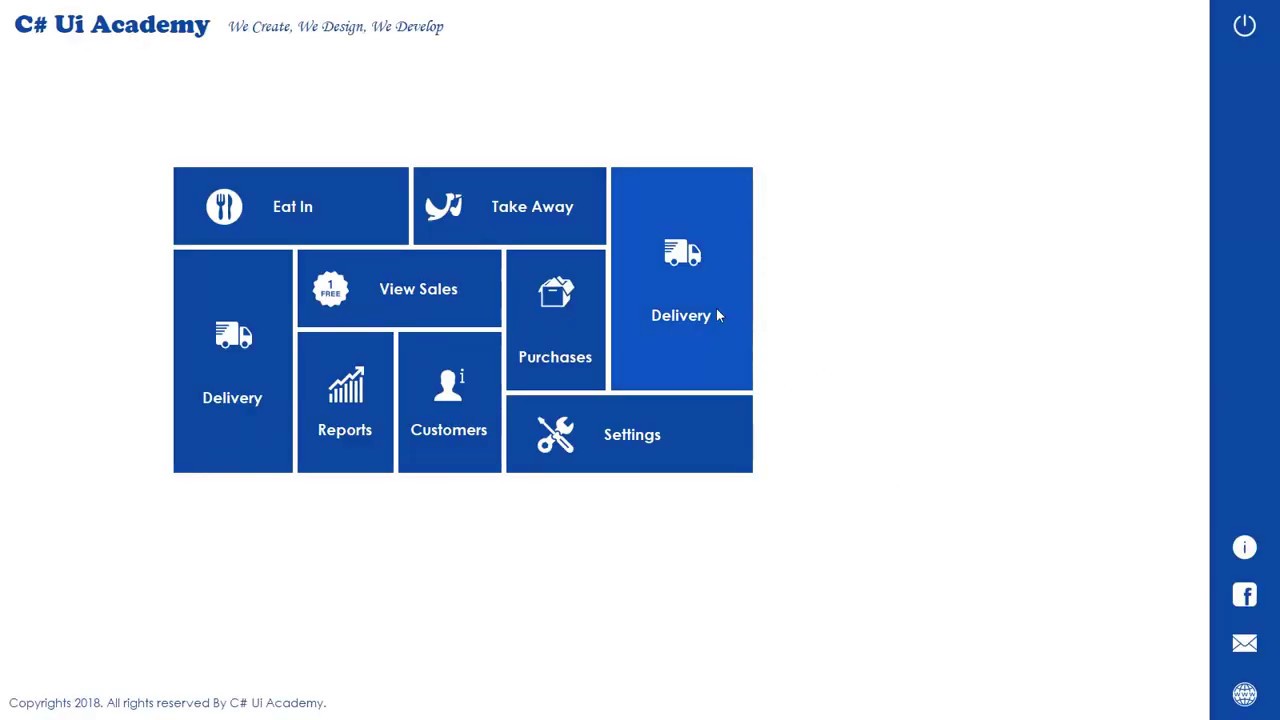 C# Ui Academy
We Create, We Design, We Develop
Eat In
Take Away
Delivery
1
FREE
View Sales
Purchases
Delivery
Reports
i
Customers
Settings
i
f
WWW
Copyrights 2018. All rights reserved By C# Ui Academy.